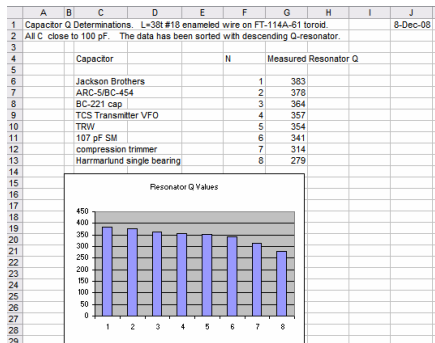 A B C D E F G H I J
1 Capacitor Q Determinations. L=38t #18 enameled wire on FT-114A-61 toroid. 8-Dec-08
2 All C close to 100 pF. The data has been sorted with descending Q-resonator.
3
4 Capacitor N Measured Resonator Q
5
6 Jackson Brothers 1 383
7 ARC-5/BC-454 2 378
8 BC-221 cap 3 364
9 TCS Transmitter VFO 4 357
10 TRW 5 354
11 107 pF SM 6 341
12 compression trimmer 7 314
13 Harrmarlund single bearing 8 279
14
15
16 Resonator Q Values
17
18 450
19 400
20 350
21 300
22 250
23 200
24 150
25 100
26 50
27 0
28 1 2 3 4 5 6 7 8
29